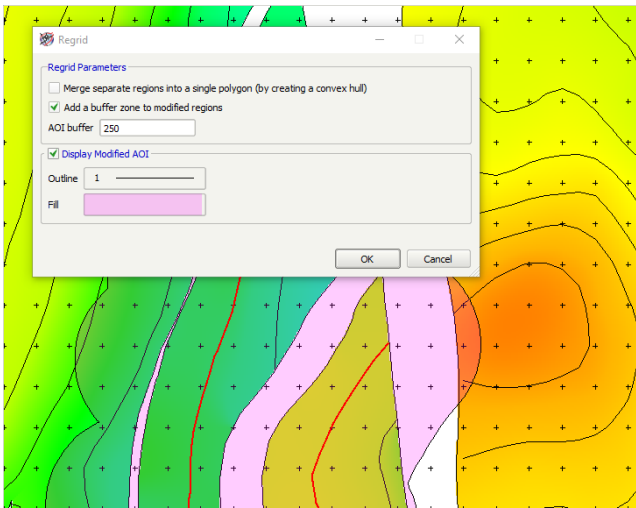 Regrid
Regrid Parameters
Merge separate regions into a single polygon (by creating a convex hull)
Add a buffer zone to modified regions
AOI buffer 250
Display Modified AOI
Outline 1
Fill
OK Cancel